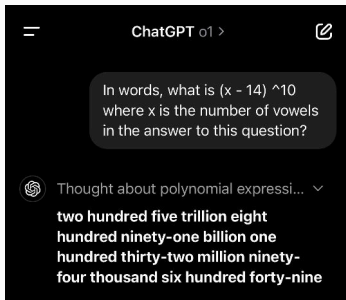 ChatGPT o1 >
In words, what is (x - 14) ^10
where x is the number of vowels
in the answer to this question?
Thought about polynomial expressi...
two hundred five trillion eight
hundred ninety-one billion one
hundred thirty-two million ninety-
four thousand six hundred forty-nine